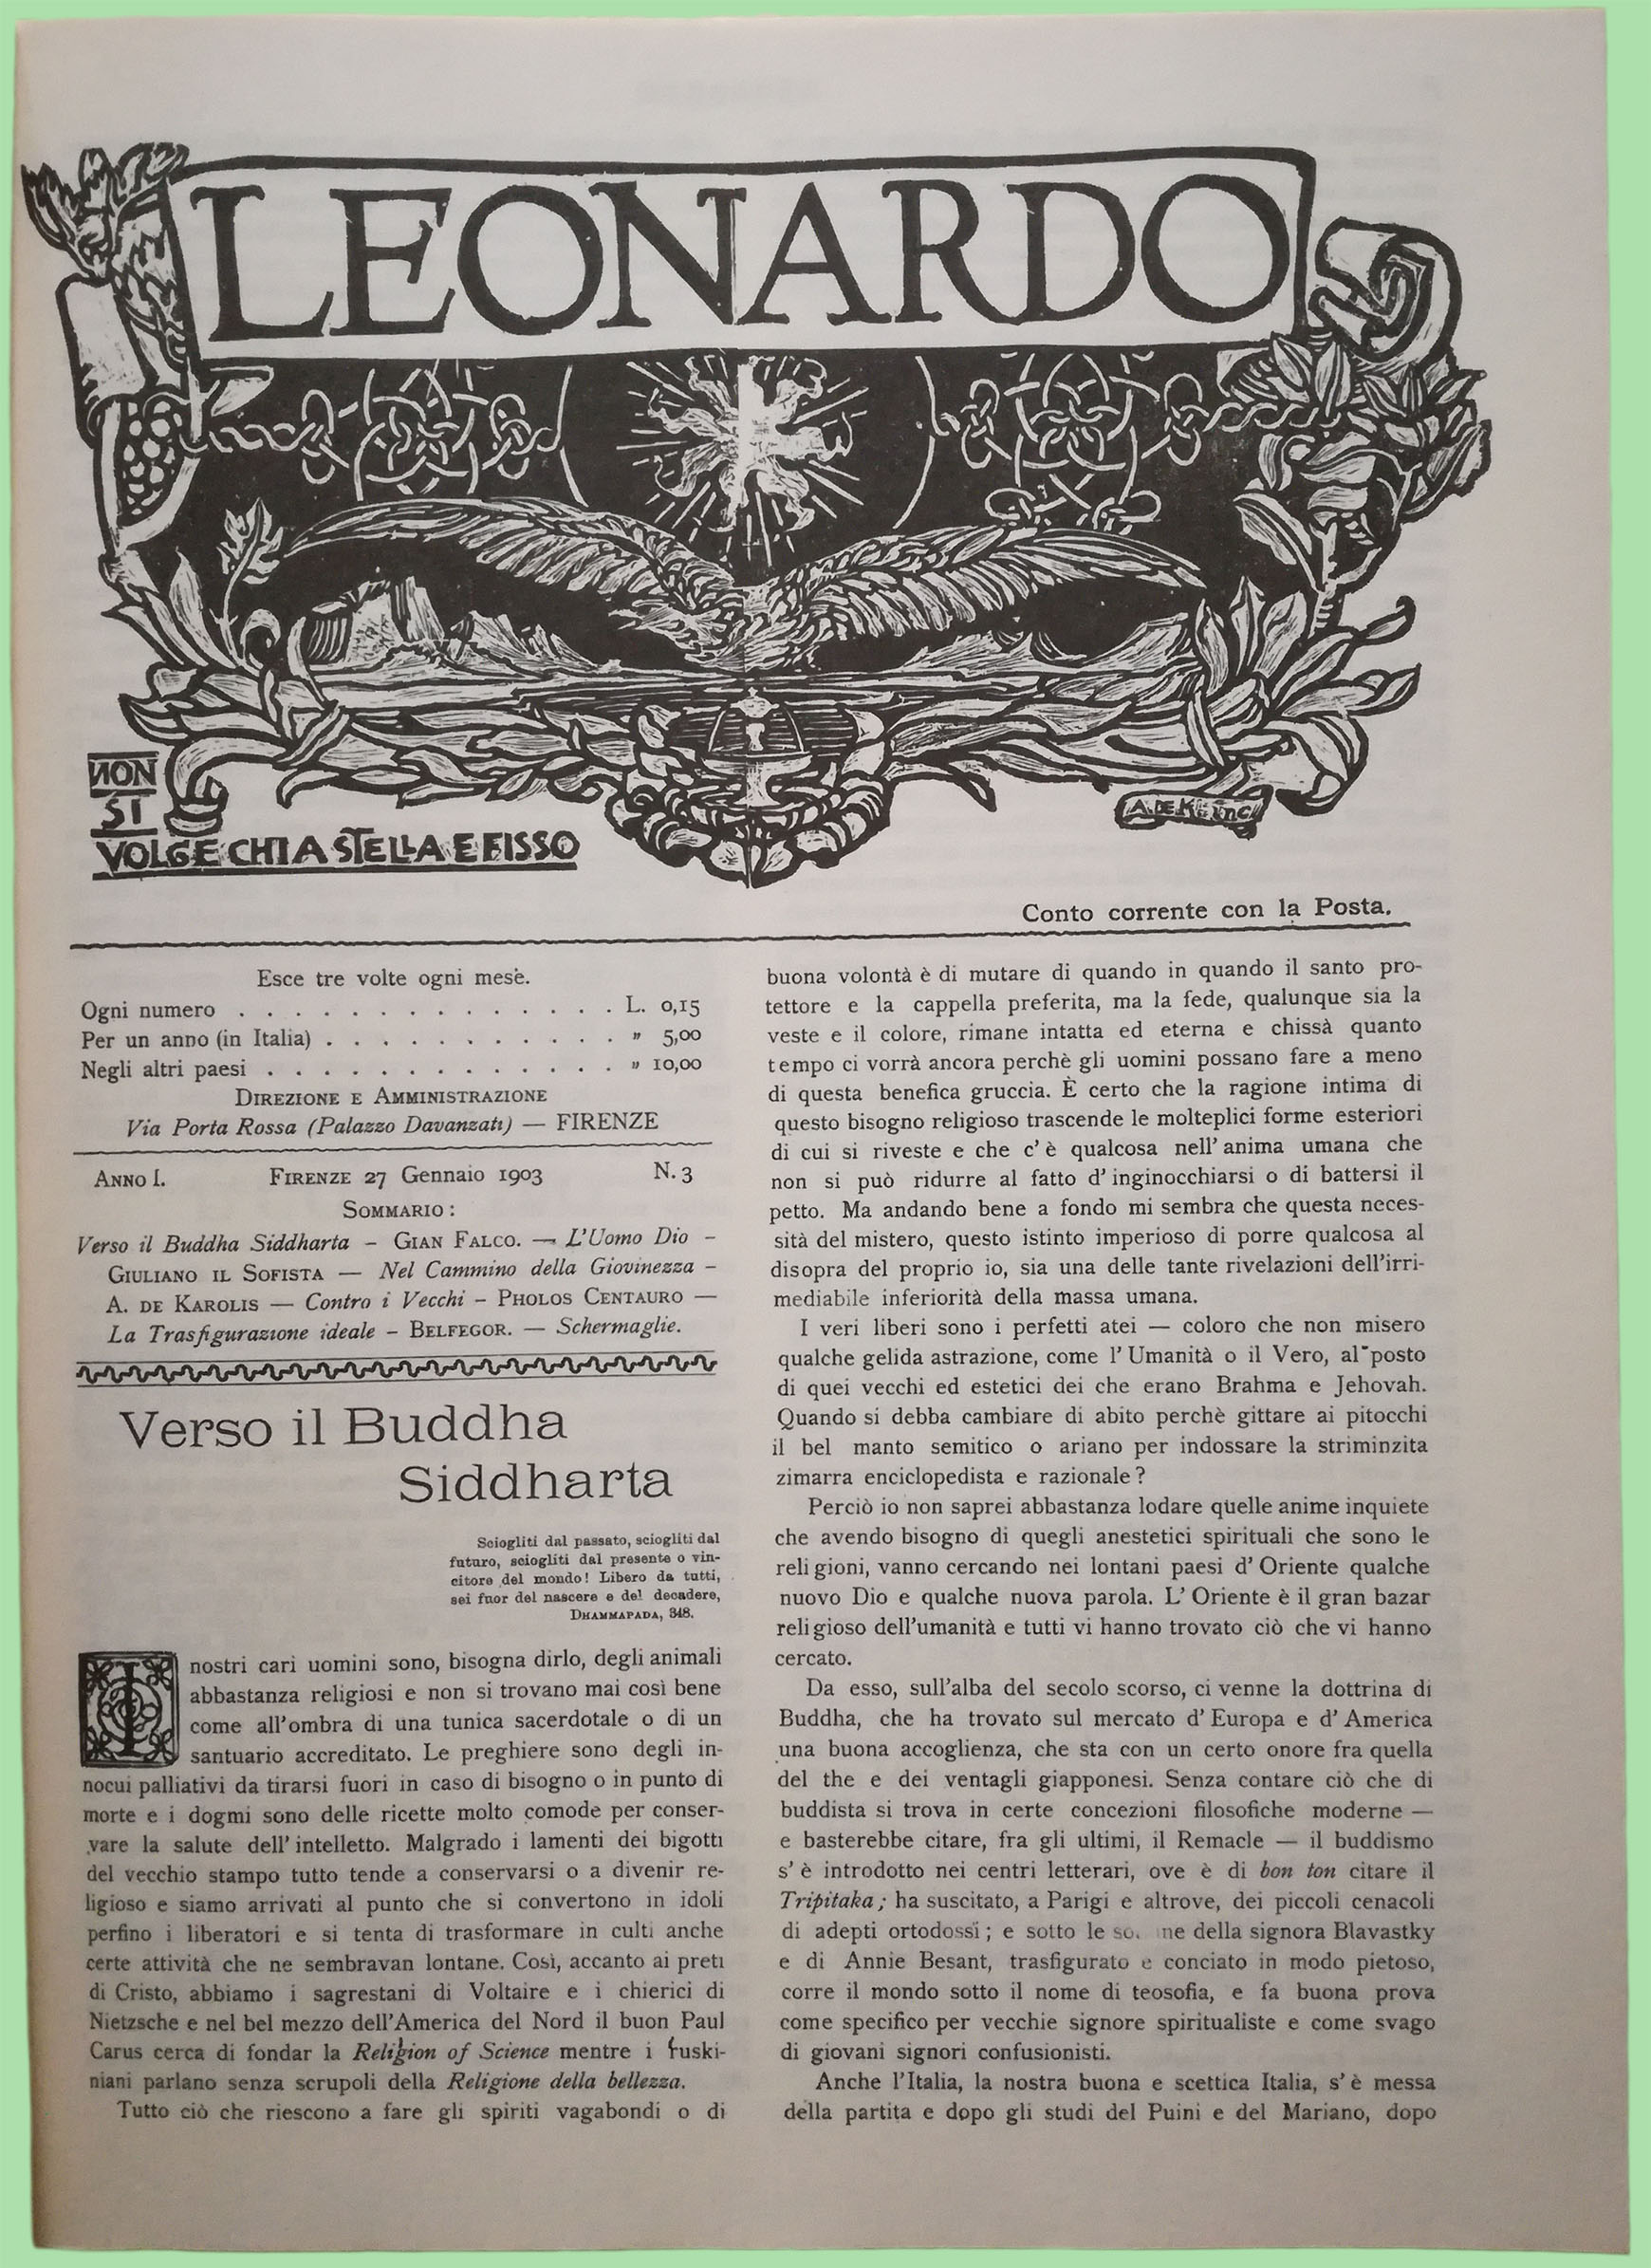 LEONARDO
NON
SI
VOLGE CHI A STELLA E FISSO
A. DE K. inc.
Conto corrente con la Posta.
Esce tre volte ogni mese.
Ogni numero . . . . . . . . . . . . . . . . L. 0,15
Per un anno (in Italia) . . . . . . . . . . . . " 5,00
Negli altri paesi . . . . . . . . . . . . . . " 10,00
DIREZIONE E AMMINISTRAZIONE
Via Porta Rossa (Palazzo Davanzati) — FIRENZE
ANNO I. FIRENZE 27 Gennaio 1903 N. 3
SOMMARIO :
Verso il Buddha Siddharta – GIAN FALCO. — L'Uomo Dio –
GIULIANO IL SOFISTA — Nel Cammino della Giovinezza –
A. DE KAROLIS — Contro i Vecchi – PHOLOS CENTAURO —
La Trasfigurazione ideale – BELFEGOR. — Schermaglie.
Verso il Buddha
Siddharta
Sciogliti dal passato, sciogliti dal
futuro, sciogliti dal presente o vin-
citore del mondo! Libero da tutti,
sei fuor del nascere e del decadere,
DHAMMAPADA, 348.
I nostri cari uomini sono, bisogna dirlo, degli animali
abbastanza religiosi e non si trovano mai così bene
come all'ombra di una tunica sacerdotale o di un
santuario accreditato. Le preghiere sono degli in-
nocui palliativi da tirarsi fuori in caso di bisogno o in punto di
morte e i dogmi sono delle ricette molto comode per conser-
vare la salute dell' intelletto. Malgrado i lamenti dei bigotti
del vecchio stampo tutto tende a conservarsi o a divenir re-
ligioso e siamo arrivati al punto che si convertono in idoli
perfino i liberatori e si tenta di trasformare in culti anche
certe attività che ne sembravan lontane. Così, accanto ai preti
di Cristo, abbiamo i sagrestani di Voltaire e i chierici di
Nietzsche e nel bel mezzo dell'America del Nord il buon Paul
Carus cerca di fondar la Religion of Science mentre i ruski-
niani parlano senza scrupoli della Religione della bellezza.
Tutto ciò che riescono a fare gli spiriti vagabondi o di
buona volontà è di mutare di quando in quando il santo pro-
tettore e la cappella preferita, ma la fede, qualunque sia la
veste e il colore, rimane intatta ed eterna e chissà quanto
tempo ci vorrà ancora perchè gli uomini possano fare a meno
di questa benefica gruccia. È certo che la ragione intima di
questo bisogno religioso trascende le molteplici forme esteriori
di cui si riveste e che c' è qualcosa nell' anima umana che
non si può ridurre al fatto d' inginocchiarsi o di battersi il
petto. Ma andando bene a fondo mi sembra che questa neces-
sità del mistero, questo istinto imperioso di porre qualcosa al
disopra del proprio io, sia una delle tante rivelazioni dell'irri-
mediabile inferiorità della massa umana.
I veri liberi sono i perfetti atei — coloro che non misero
qualche gelida astrazione, come l' Umanità o il Vero, al posto
di quei vecchi ed estetici dei che erano Brahma e Jehovah.
Quando si debba cambiare di abito perchè gittare ai pitocchi
il bel manto semitico o ariano per indossare la striminzita
zimarra enciclopedista e razionale ?
Perciò io non saprei abbastanza lodare quelle anime inquiete
che avendo bisogno di quegli anestetici spirituali che sono le
religioni, vanno cercando nei lontani paesi d' Oriente qualche
nuovo Dio e qualche nuova parola. L' Oriente è il gran bazar
religioso dell'umanità e tutti vi hanno trovato ciò che vi hanno
cercato.
Da esso, sull'alba del secolo scorso, ci venne la dottrina di
Buddha, che ha trovato sul mercato d' Europa e d' America
una buona accoglienza, che sta con un certo onore fra quella
del the e dei ventagli giapponesi. Senza contare ciò che di
buddista si trova in certe concezioni filosofiche moderne —
e basterebbe citare, fra gli ultimi, il Remacle — il buddismo
s' è introdotto nei centri letterari, ove è di bon ton citare il
Tripitaka ; ha suscitato, a Parigi e altrove, dei piccoli cenacoli
di adepti ortodossi ; e sotto le della signora Blavastky
e di Annie Besant, trasfigurato e conciato in modo pietoso,
corre il mondo sotto il nome di teosofia, e fa buona prova
come specifico per vecchie signore spiritualiste e come svago
di giovani signori confusionisti.
Anche l'Italia, la nostra buona e scettica Italia, s' è messa
della partita e dopo gli studi del Puini e del Mariano, dopo